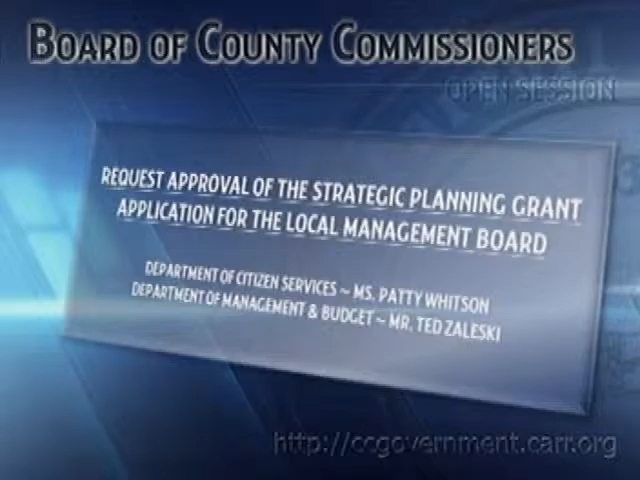 BOARD OF COUNTY COMMISSIONERS
OPEN SESSION
REQUEST APPROVAL OF THE STRATEGIC PLANNING GRANT
APPLICATION FOR THE LOCAL MANAGEMENT BOARD
DEPARTMENT OF CITIZEN SERVICES ~ MS. PATTY WHITSON
DEPARTMENT OF MANAGEMENT & BUDGET ~ MR. TED ZALESKI
http://ccgovernment.carr.org